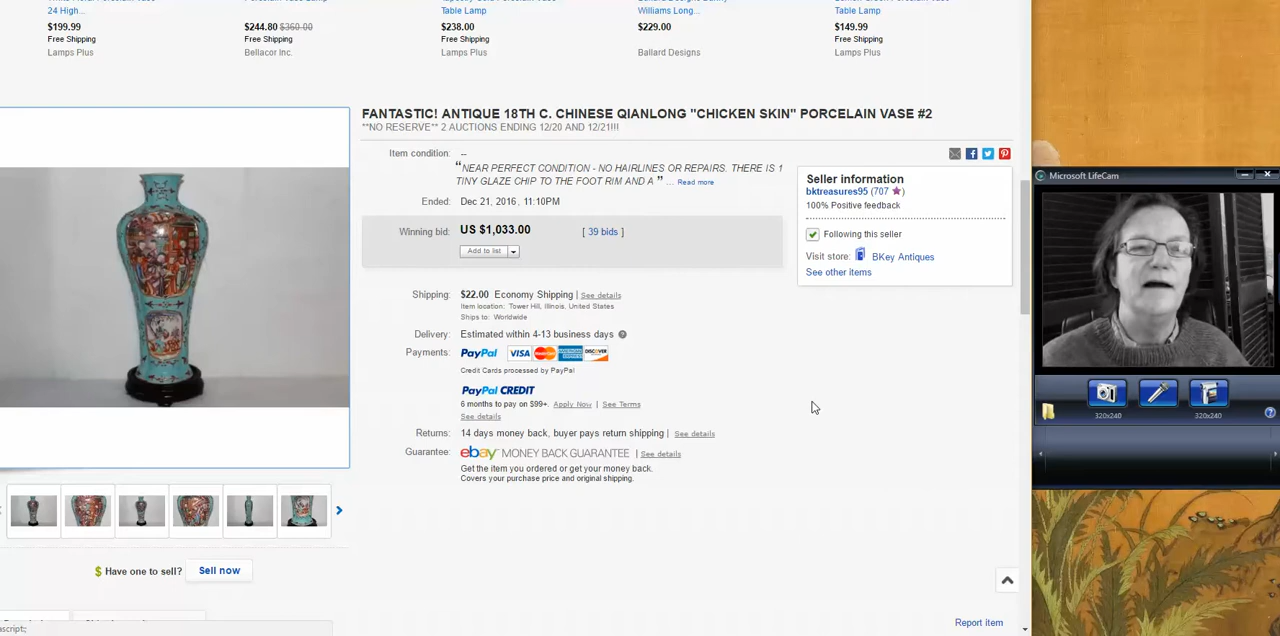 24 High...
Table Lamp
Williams Long...
Table Lamp
$199.99
$244.80 $360.00
$238.00
$229.00
$149.99
Free Shipping
Free Shipping
Free Shipping
Free Shipping
Lamps Plus
Bellacor Inc.
Lamps Plus
Ballard Designs
Lamps Plus
FANTASTIC! ANTIQUE 18TH C. CHINESE QIANLONG "CHICKEN SKIN" PORCELAIN VASE #2
**NO RESERVE** 2 AUCTIONS ENDING 12/20 AND 12/21!!!
Item condition: --
“NEAR PERFECT CONDITION - NO HAIRLINES OR REPAIRS. THERE IS 1
TINY GLAZE CHIP TO THE FOOT RIM AND A ” ... Read more
Ended: Dec 21, 2016 , 11:10PM
Winning bid: US $1,033.00 [ 39 bids ]
Add to list
Shipping: $22.00 Economy Shipping | See details
Item location: Tower Hill, Illinois, United States
Ships to: Worldwide
Delivery: Estimated within 4-13 business days ?
Payments: PayPal VISA MasterCard DISCOVER
Credit Cards processed by PayPal
PayPal CREDIT
6 months to pay on $99+. Apply Now | See Terms
See details
Returns: 14 days money back, buyer pays return shipping | See details
Guarantee: ebay MONEY BACK GUARANTEE | See details
Get the item you ordered or get your money back.
Covers your purchase price and original shipping.
Seller information
bktreasures95 (707 ★)
100% Positive feedback
Following this seller
Visit store: BKey Antiques
See other items
Microsoft LifeCam
320x240
320x240
$ Have one to sell? Sell now
Report item
ascript:;